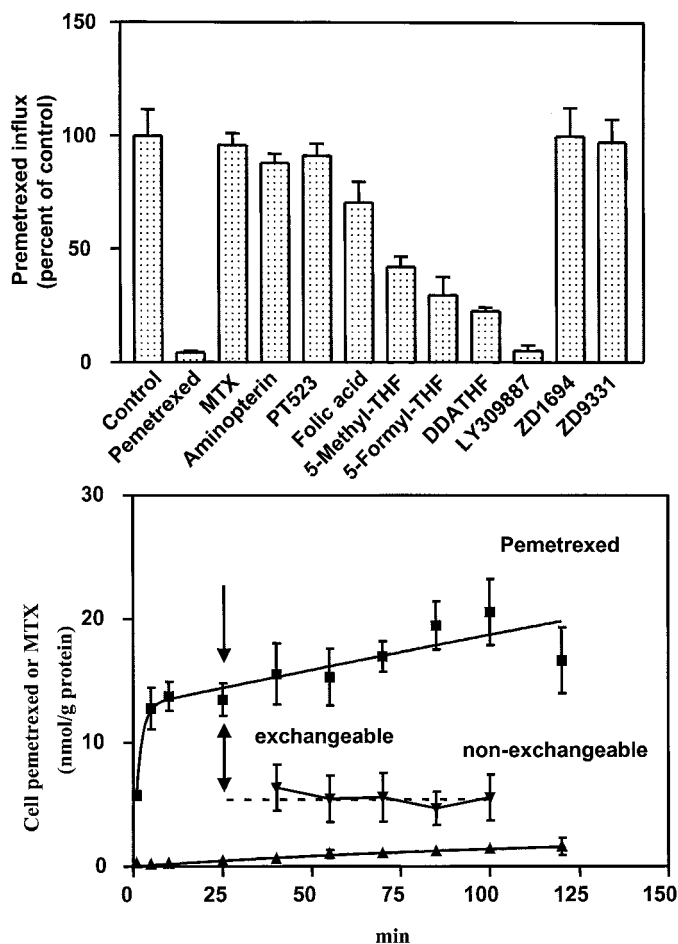 Premetrexed influx
(percent of control)
150
100
50
0
Control
Pemetrexed
MTX
Aminopterin
PT523
Folic acid
5-Methyl-THF
5-Formyl-THF
DDATHF
LY309887
ZD1694
ZD9331
Cell pemetrexed or MTX
(nmol/g protein)
30
20
10
0
Pemetrexed
exchangeable
non-exchangeable
0 25 50 75 100 120 150
min